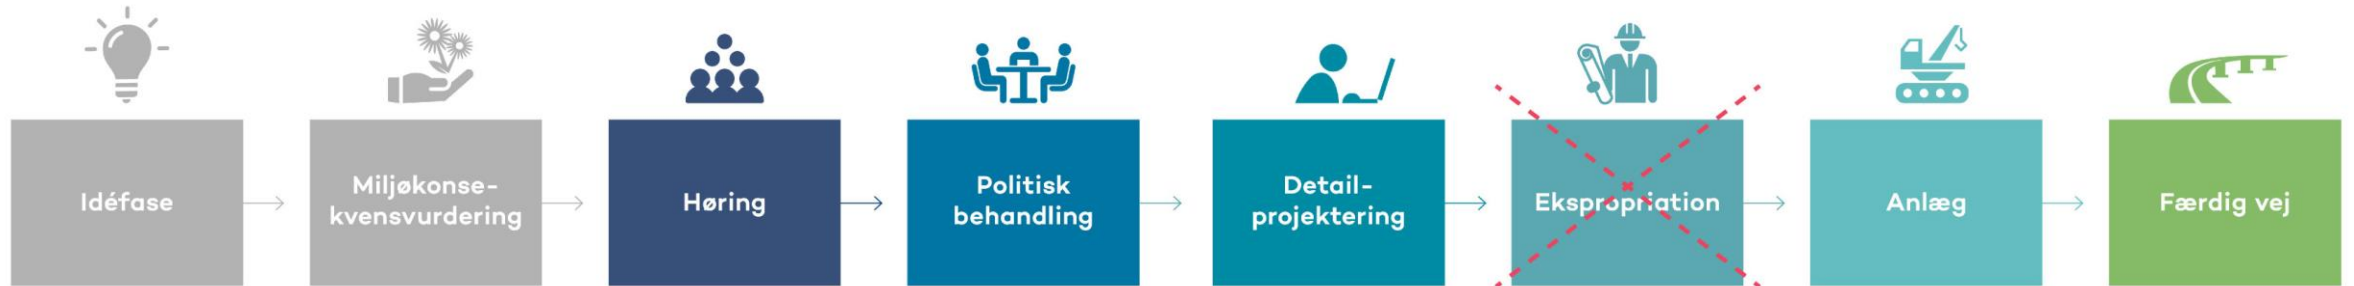 Idéfase
Miljøkonse-
kvensvurdering
Høring
Politisk
behandling
Detail-
projektering
Ekspropriation
Anlæg
Færdig vej